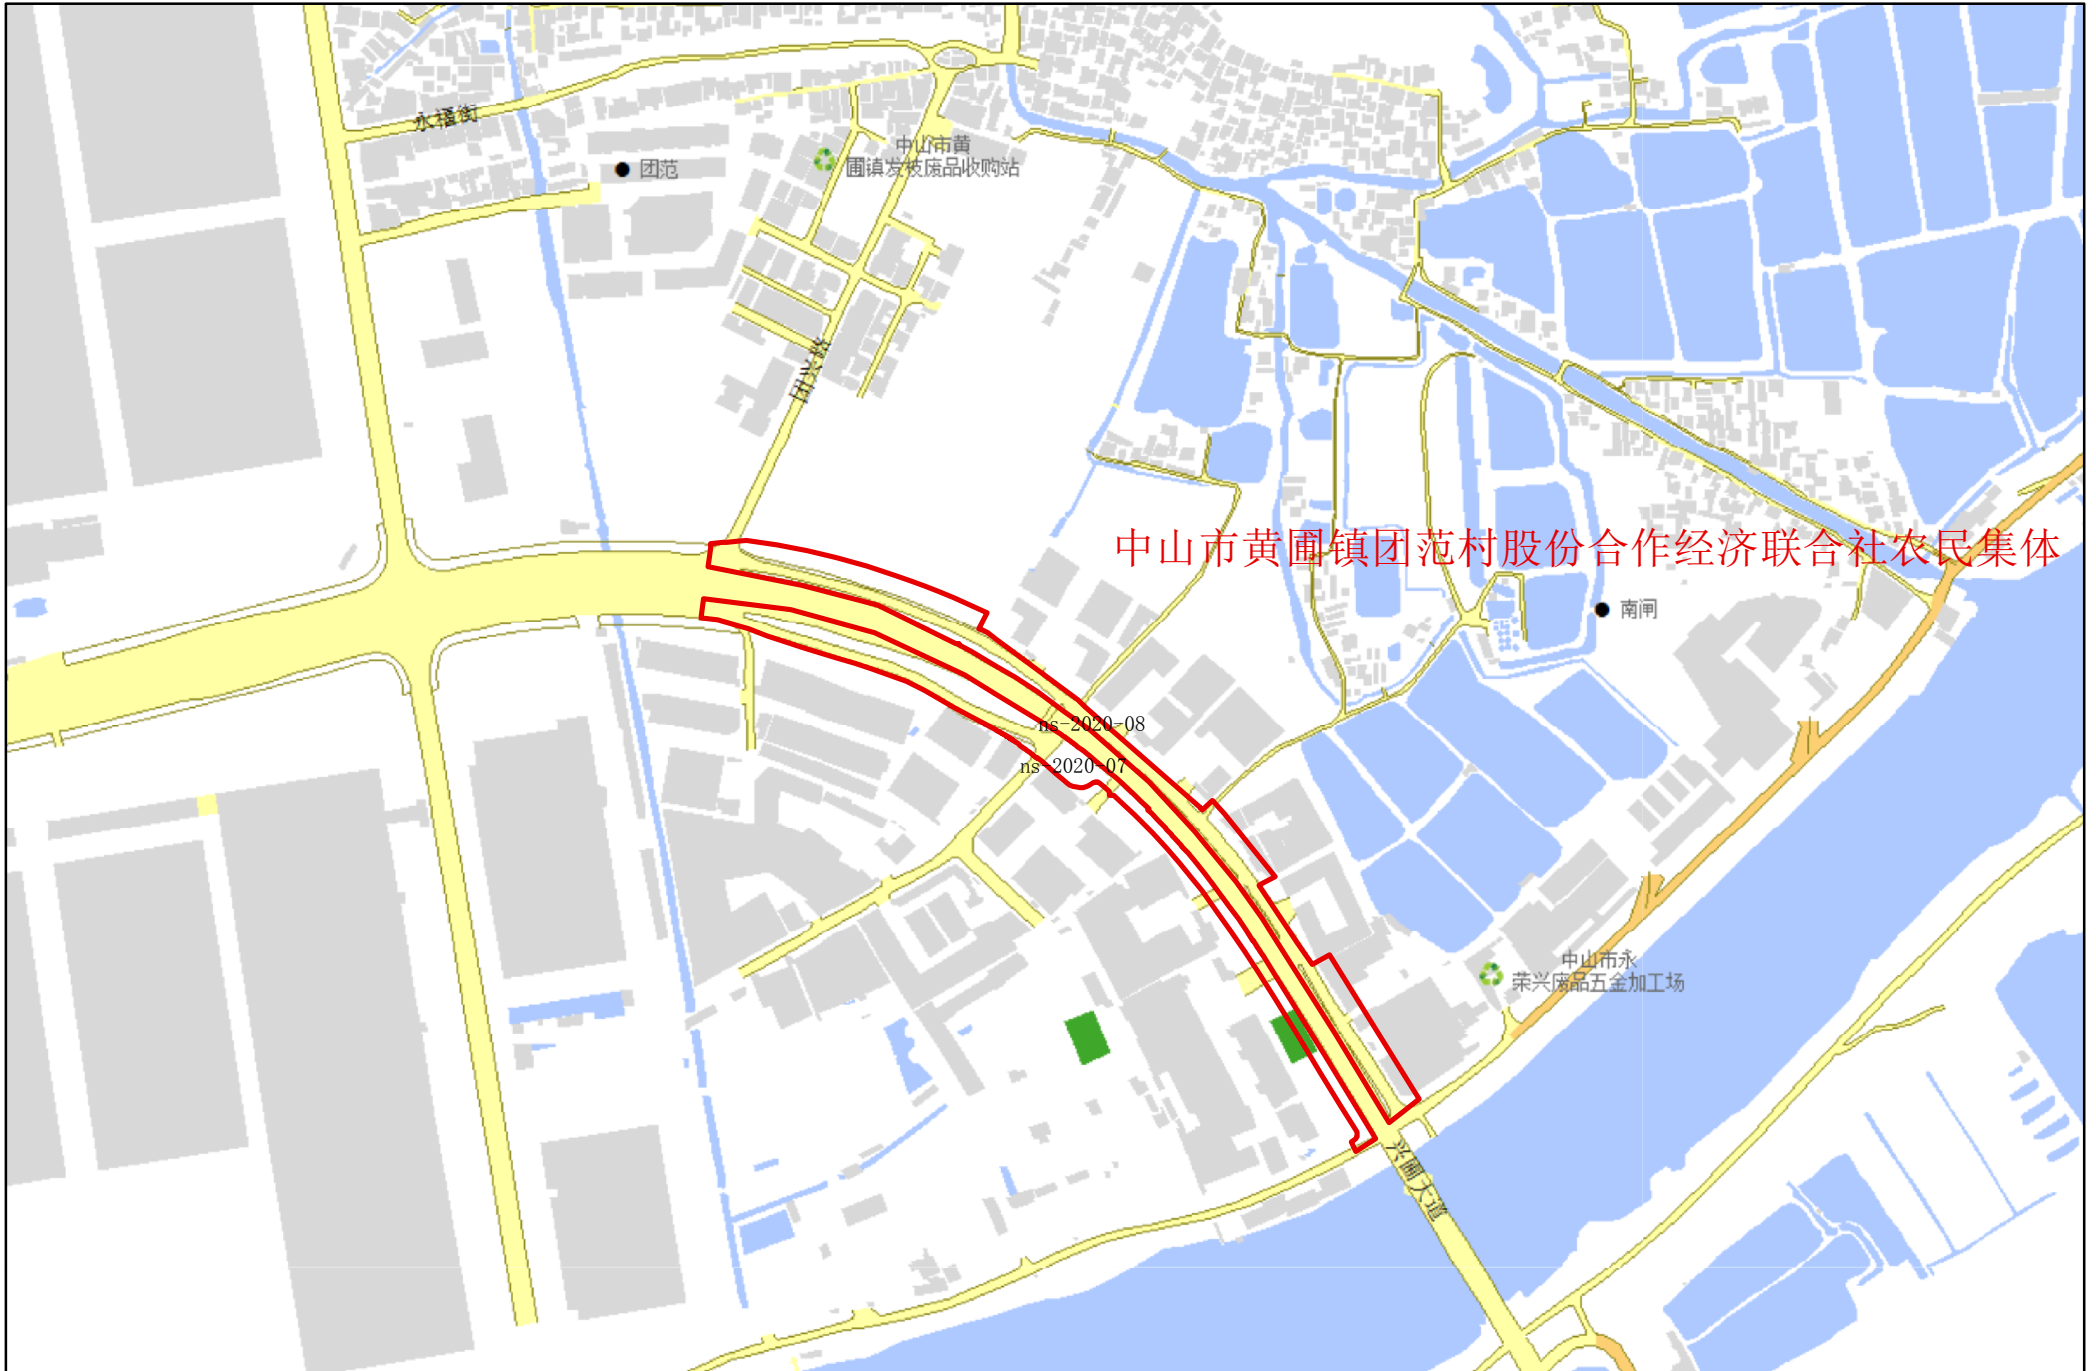 永福街
中山市黄
圃镇发枝废品收购站
团范
团兴路
中山市黄圃镇团范村股份合作经济联合社农民集体
南闸
ns-2020-08
ns-2020-07
中山市永
荣兴废品五金加工场
兴圃大道